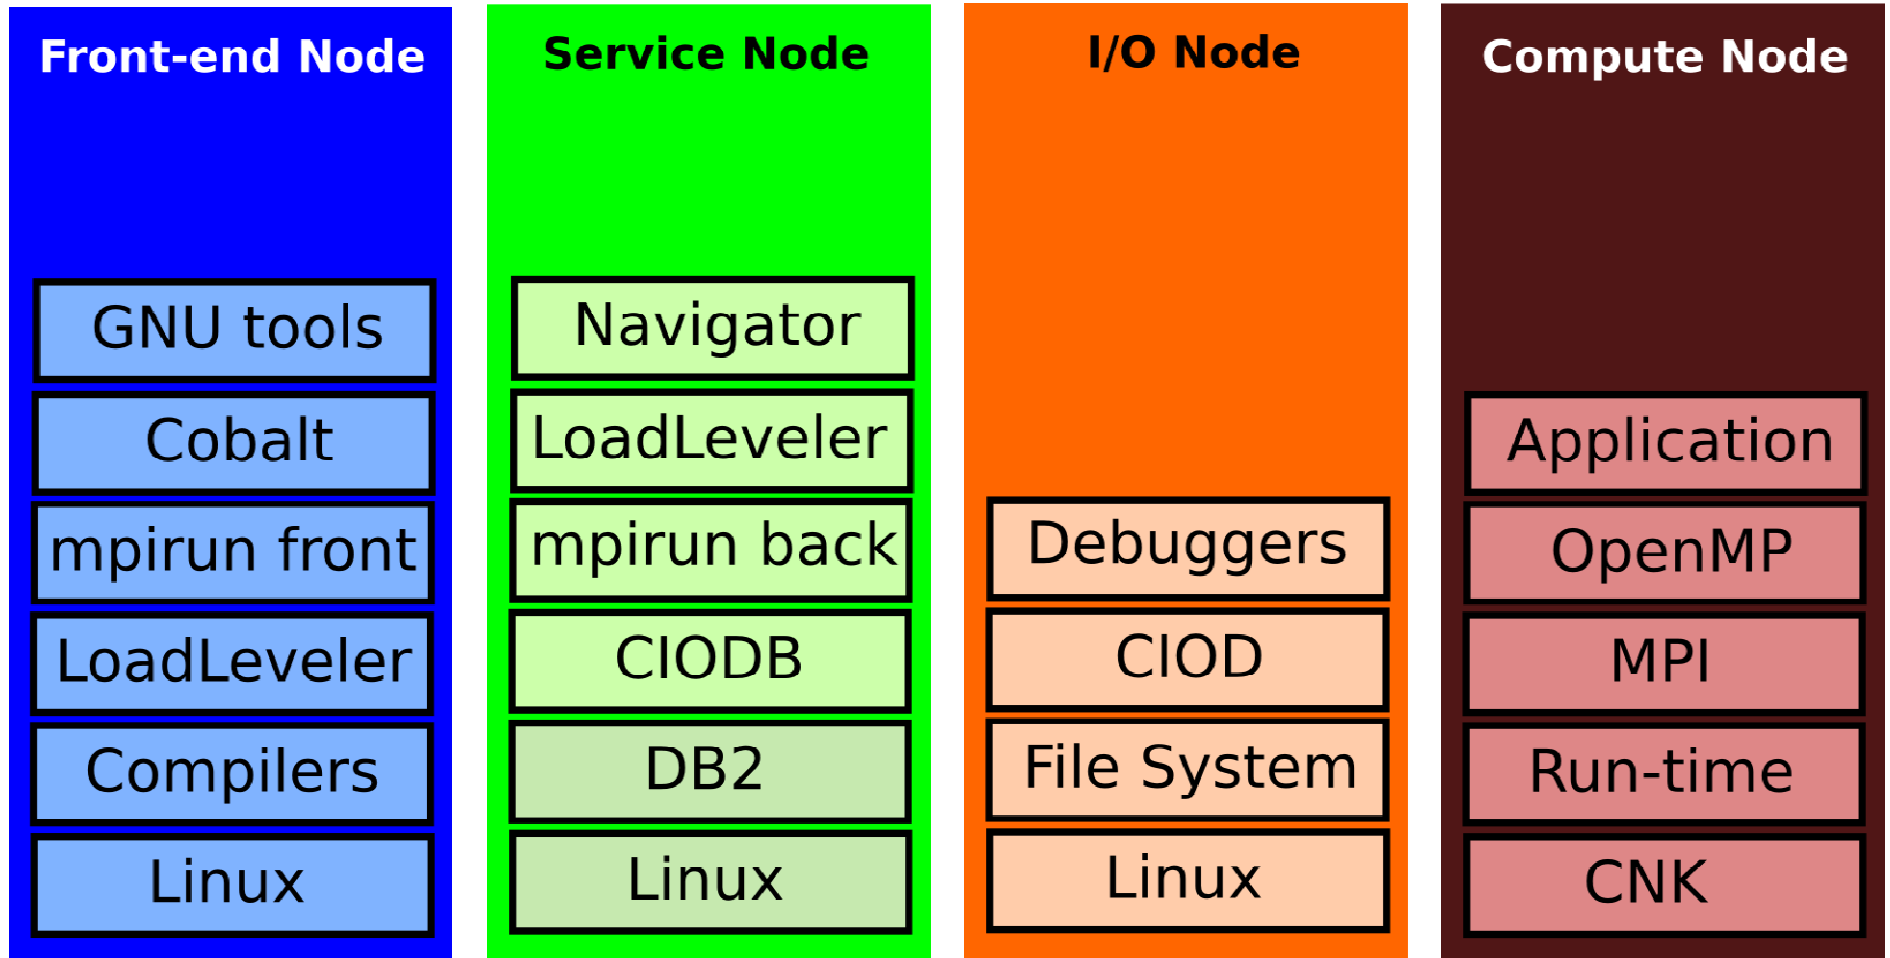 Front-end Node
GNU tools
Cobalt
mpirun front
LoadLeveler
Compilers
Linux
Service Node
Navigator
LoadLeveler
mpirun back
CIODB
DB2
Linux
I/O Node
Debuggers
CIOD
File System
Linux
Compute Node
Application
OpenMP
MPI
Run-time
CNK